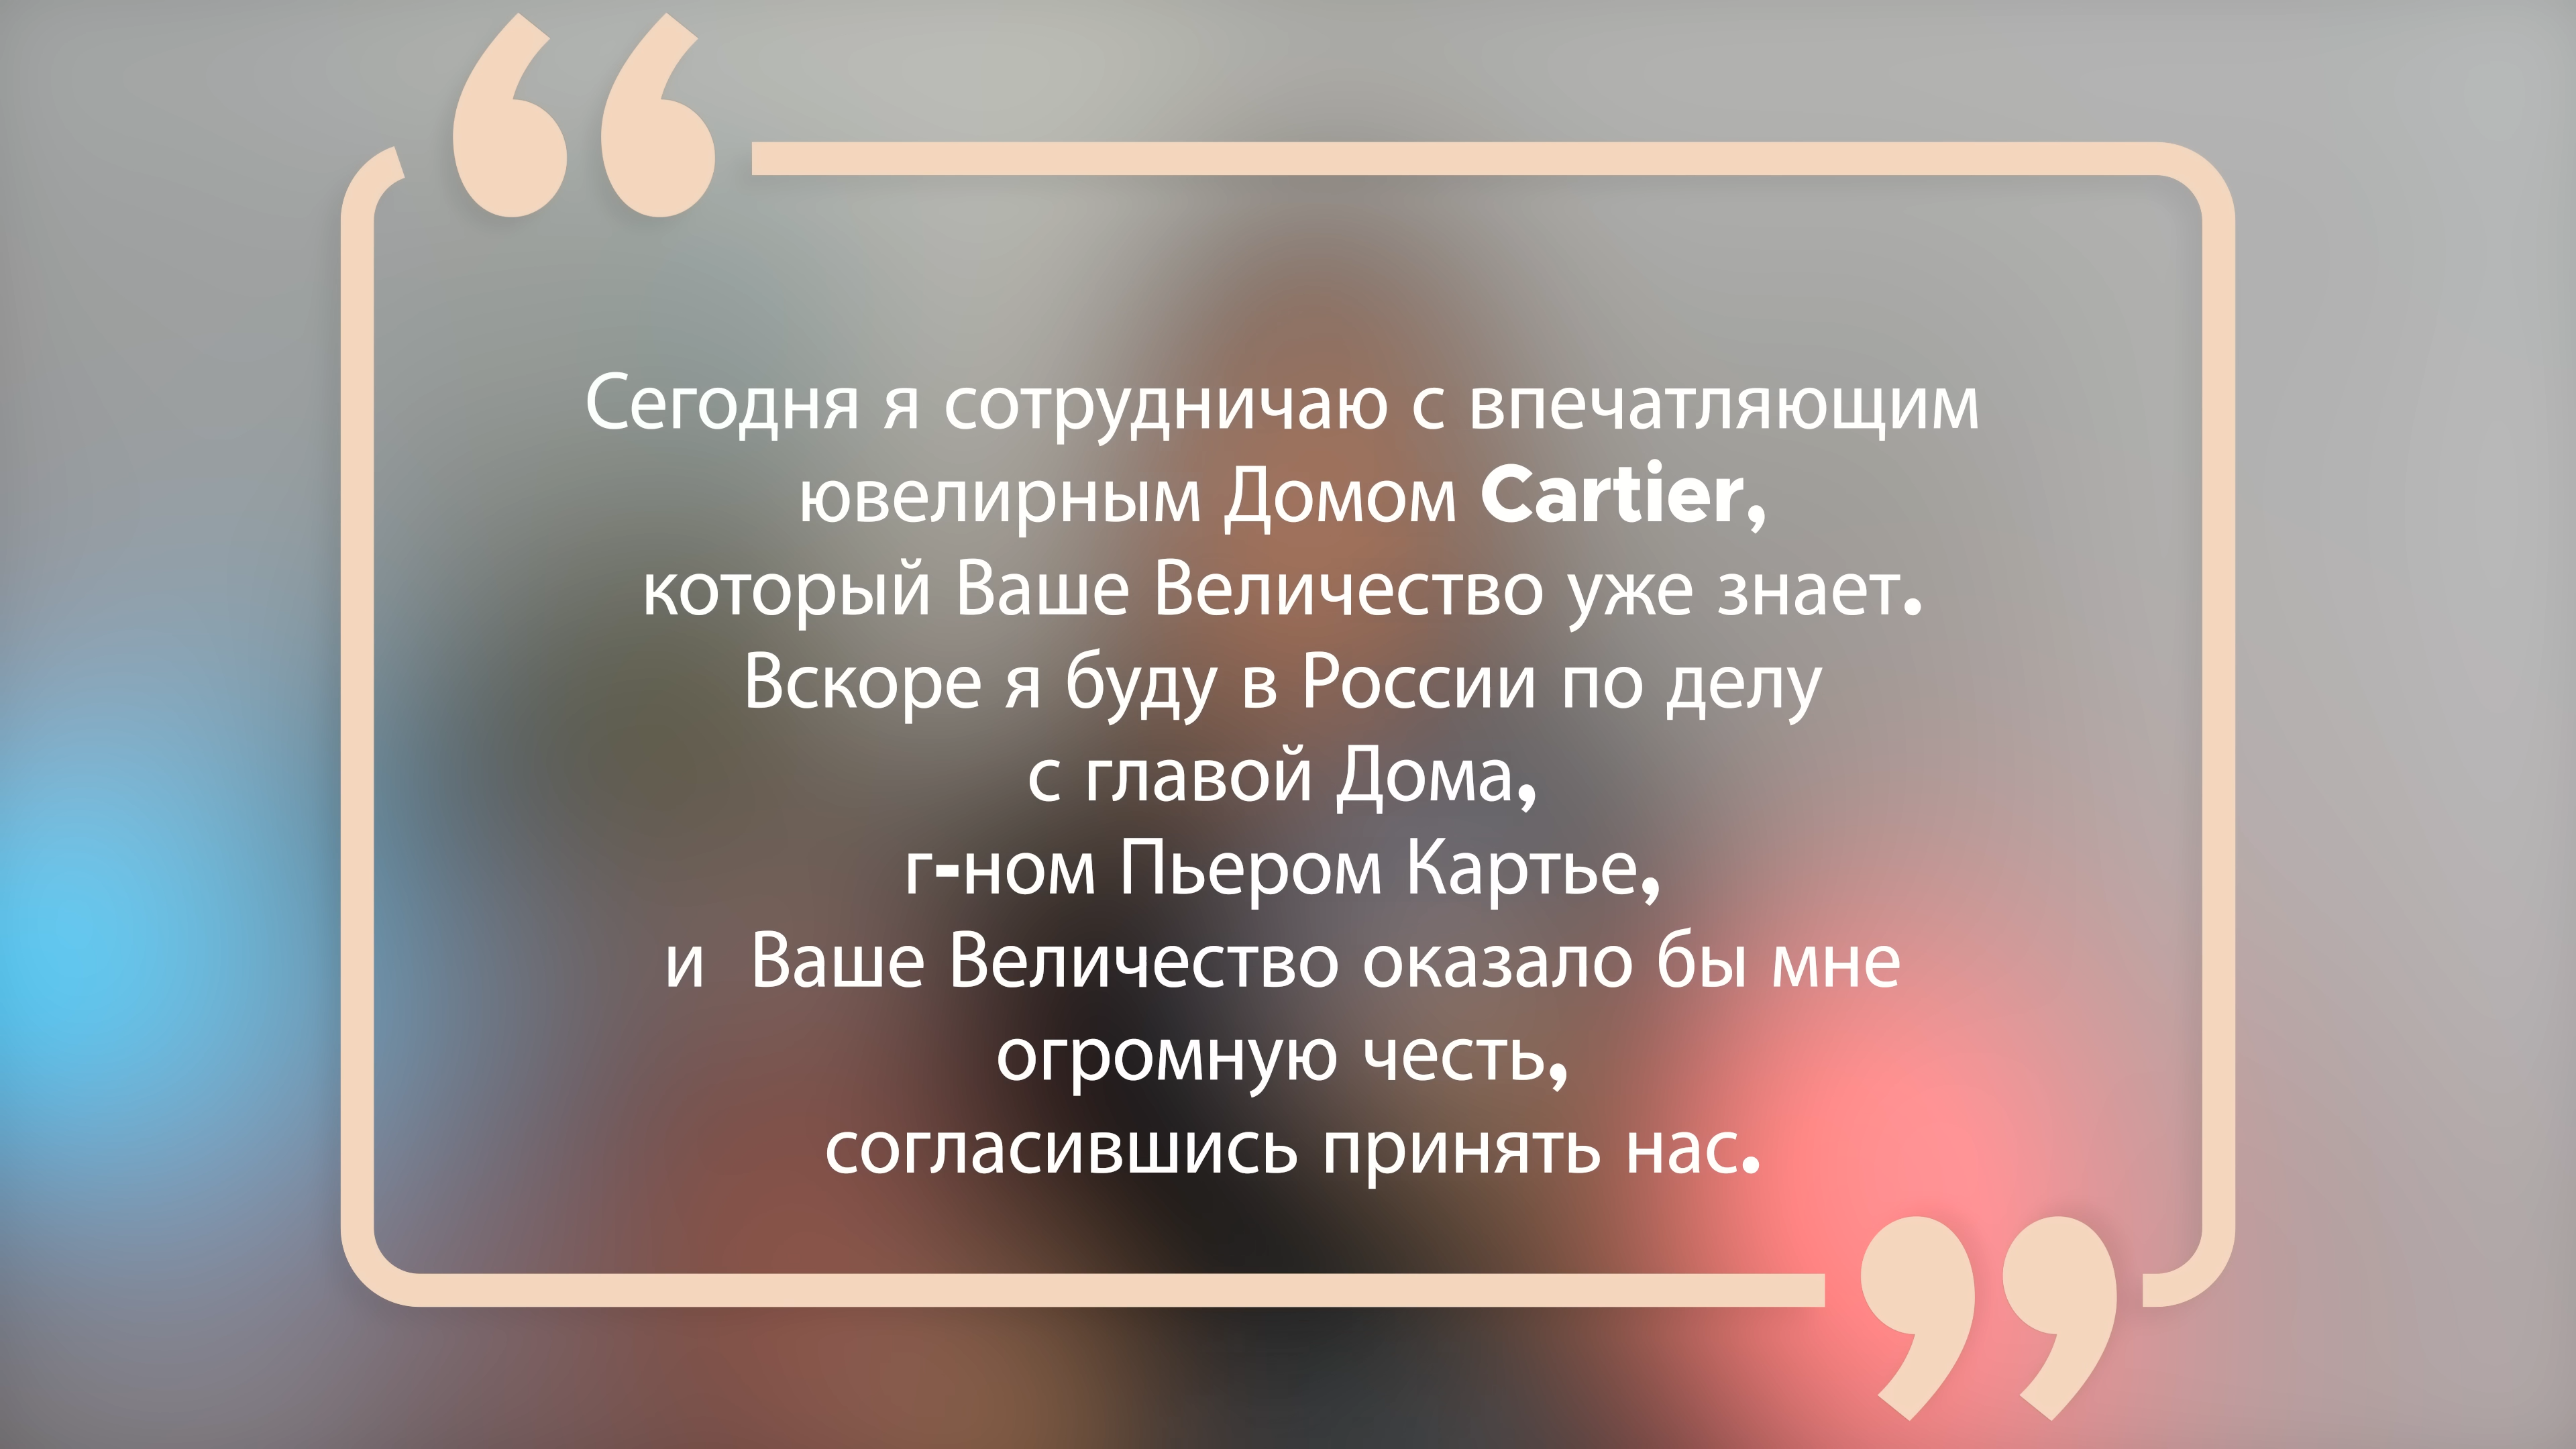 Сегодня я сотрудничаю с впечатляющим
ювелирным Домом Cartier,
который Ваше Величество уже знает.
Вскоре я буду в России по делу
с главой Дома,
г-ном Пьером Картье,
и  Ваше Величество оказало бы мне
огромную честь,
согласившись принять нас.